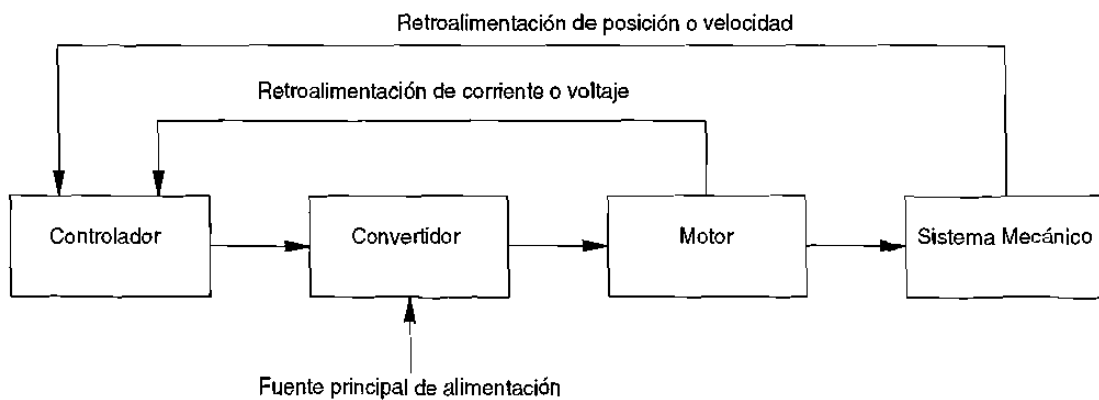 Retroalimentación de posición o velocidad
Retroalimentación de corriente o voltaje
Controlador
Convertidor
Motor
Sistema Mecánico
Fuente principal de alimentación